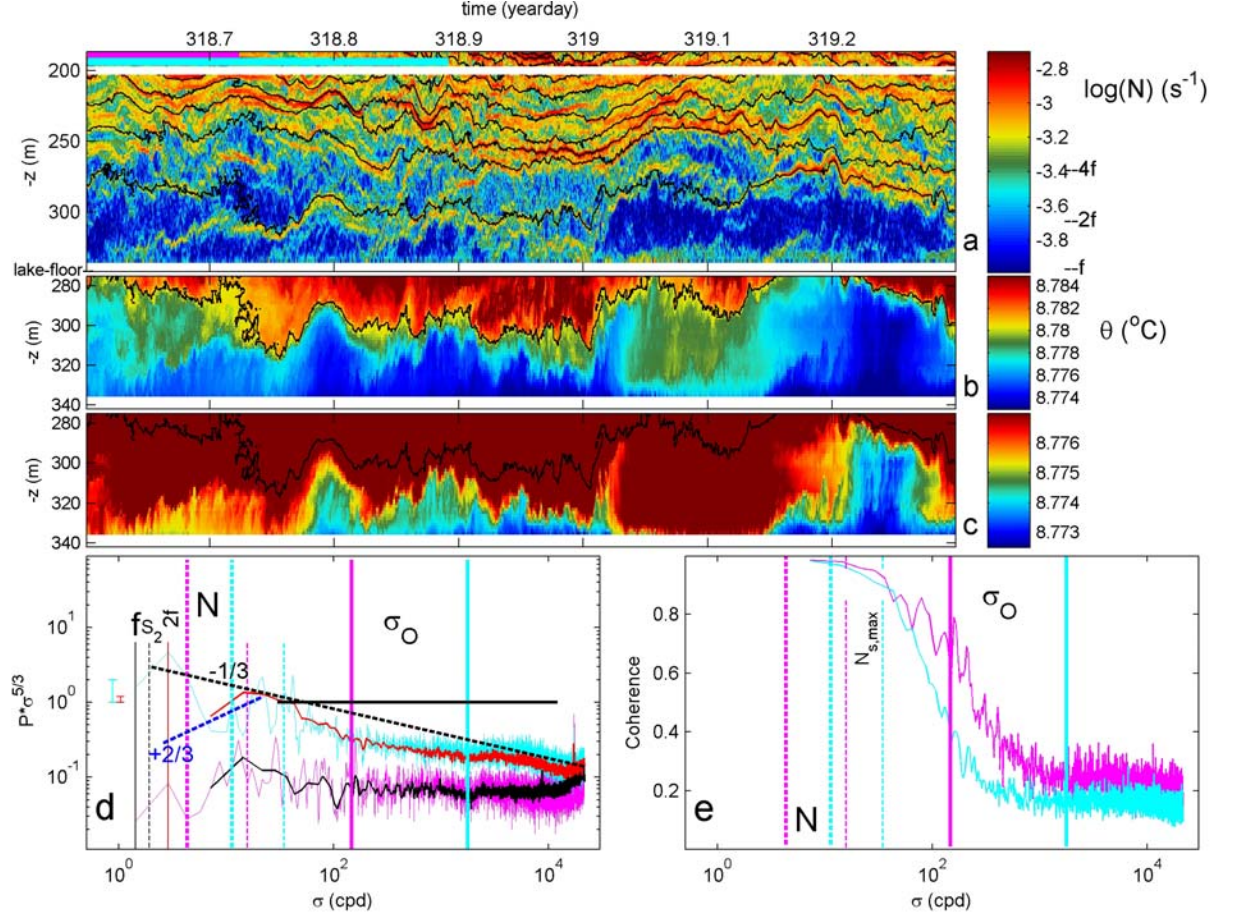 time (yearday)
318.7 318.8 318.9 319 319.1 319.2
200
250
300
-z (m)
a
lake-floor
-2.8
-3
-3.2
-3.4
-3.6
-3.8
--4f
--2f
--f
log(N) (s⁻¹)
280
300
320
340
-z (m)
b
8.784
8.782
8.78
8.778
8.776
8.774
θ (°C)
280
300
320
340
-z (m)
c
8.776
8.775
8.774
8.773
10¹
10⁰
10⁻¹
P*σ^5/3
f S₂ 2f
N
σ_O
-1/3
+2/3
d
10⁰ 10² 10⁴
σ (cpd)
0.8
0.6
0.4
0.2
Coherence
N_s,max
σ_O
N
e
10⁰ 10² 10⁴
σ (cpd)